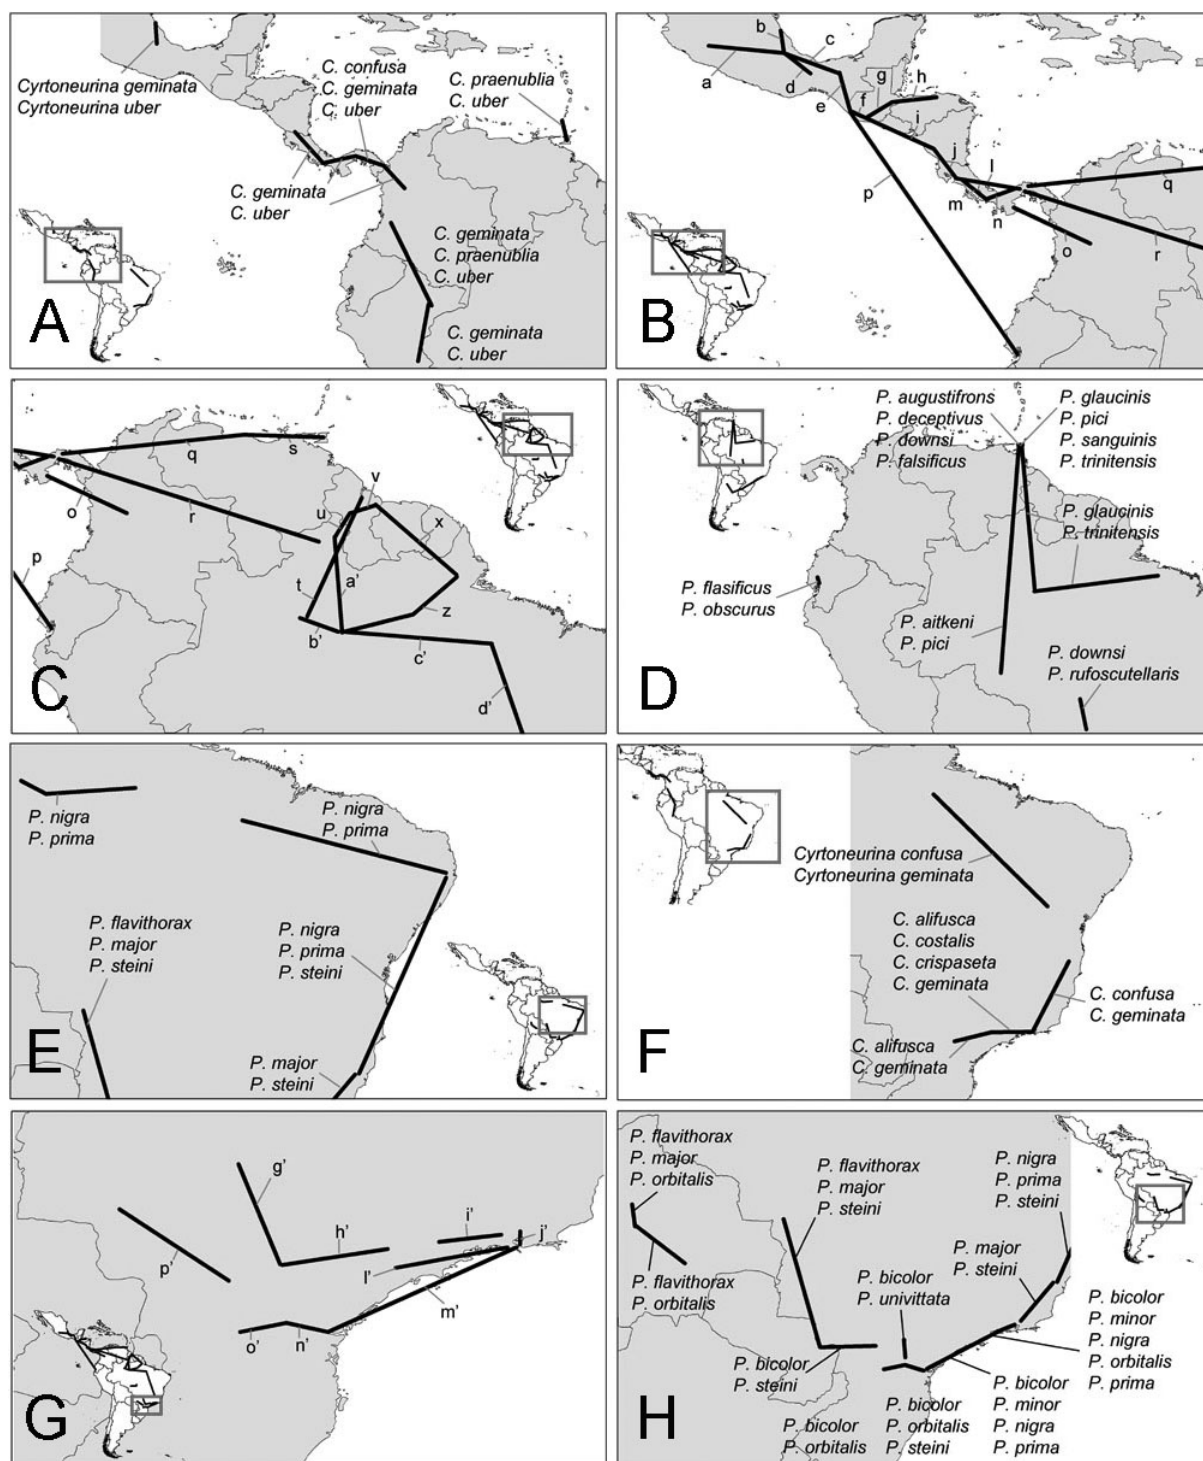 Cyrtoneurina geminata
Cyrtoneurina uber
C. confusa
C. geminata
C. uber
C. praenublia
C. uber
C. geminata
C. uber
C. geminata
C. praenublia
C. uber
C. geminata
C. uber
A
b
c
a
d
e
f
g
h
i
j
l
m
n
p
q
o
r
B
q
s
o
r
p
v
u
x
t
a'
z
b'
c'
d'
C
P. augustifrons
P. deceptivus
P. downsi
P. falsificus
P. glaucinis
P. pici
P. sanguinis
P. trinitensis
P. glaucinis
P. trinitensis
P. flasificus
P. obscurus
P. aitkeni
P. pici
P. downsi
P. rufoscutellaris
D
P. nigra
P. prima
P. nigra
P. prima
P. flavithorax
P. major
P. steini
P. nigra
P. prima
P. steini
P. major
P. steini
E
Cyrtoneurina confusa
Cyrtoneurina geminata
C. alifusca
C. costalis
C. crispaseta
C. geminata
C. confusa
C. geminata
C. alifusca
C. geminata
F
g'
h'
i'
j'
l'
m'
p'
o'
n'
G
P. flavithorax
P. major
P. orbitalis
P. flavithorax
P. major
P. steini
P. nigra
P. prima
P. steini
P. major
P. steini
P. flavithorax
P. orbitalis
P. bicolor
P. univittata
P. bicolor
P. minor
P. nigra
P. orbitalis
P. prima
P. bicolor
P. steini
P. bicolor
P. orbitalis
P. bicolor
P. orbitalis
P. steini
P. bicolor
P. minor
P. nigra
P. prima
H